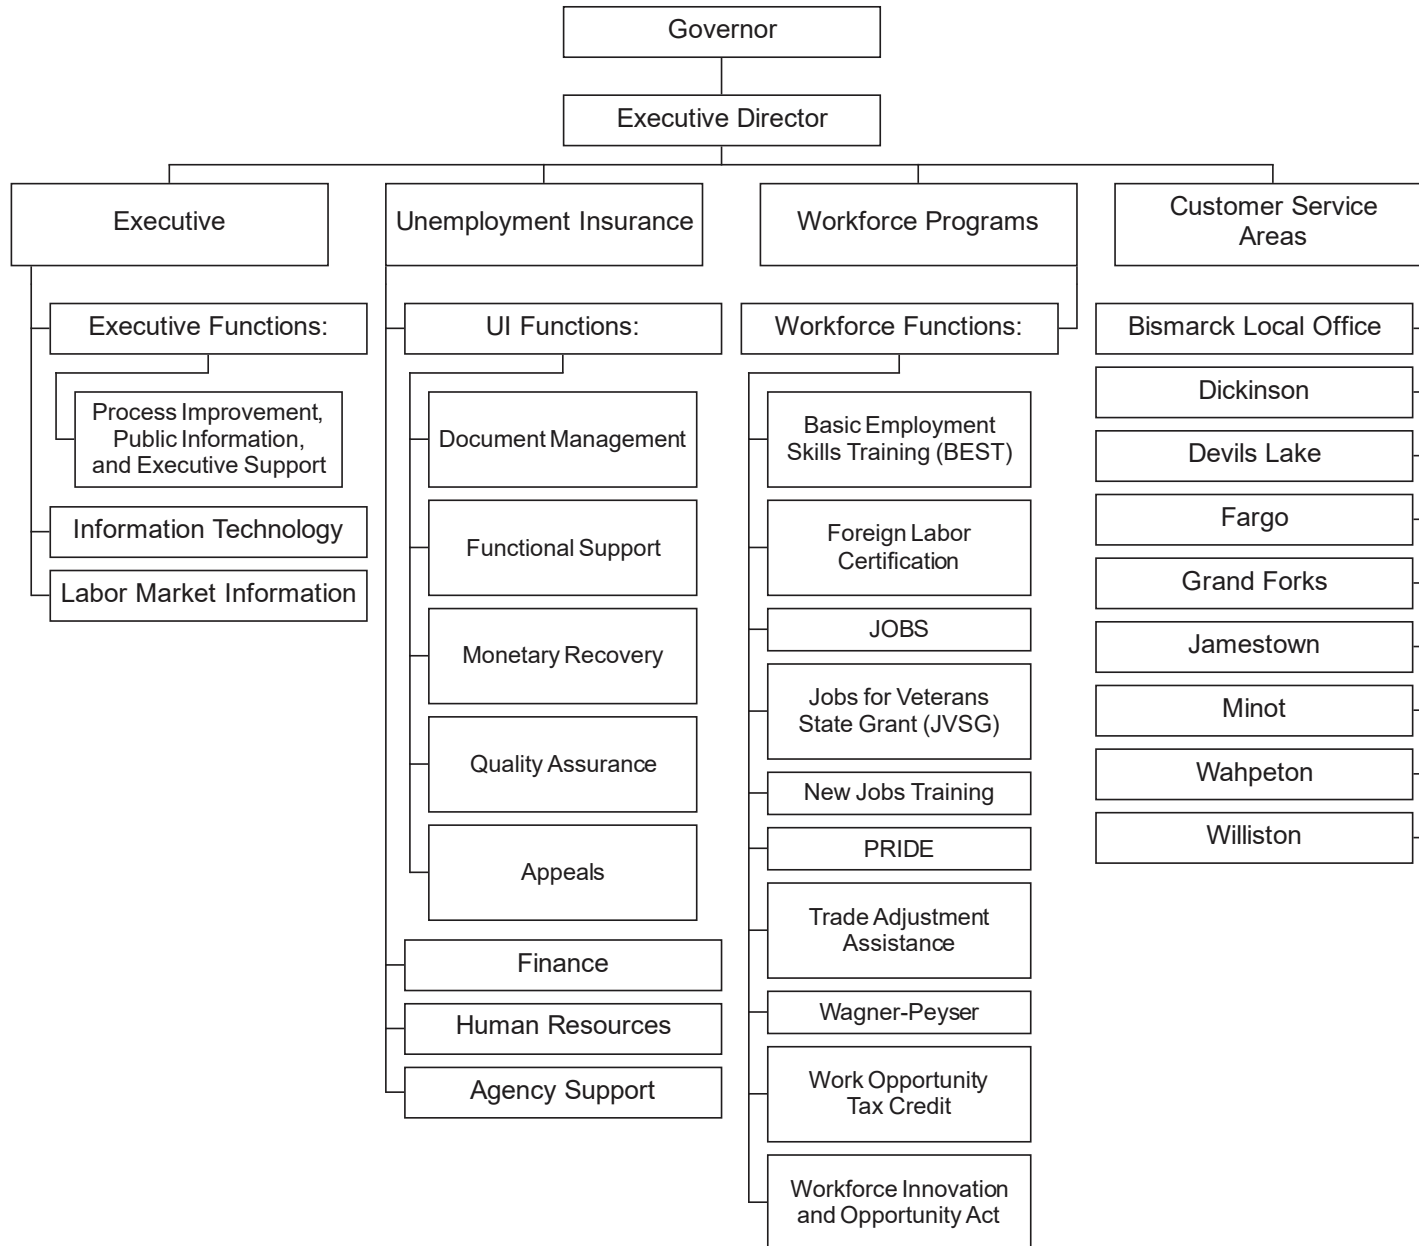 Governor
Executive Director
Executive
Executive Functions:
Process Improvement,
Public Information,
and Executive Support
Information Technology
Labor Market Information
Unemployment Insurance
UI Functions:
Document Management
Functional Support
Monetary Recovery
Quality Assurance
Appeals
Finance
Human Resources
Agency Support
Workforce Programs
Workforce Functions:
Basic Employment
Skills Training (BEST)
Foreign Labor
Certification
JOBS
Jobs for Veterans
State Grant (JVSG)
New Jobs Training
PRIDE
Trade Adjustment
Assistance
Wagner-Peyser
Work Opportunity
Tax Credit
Workforce Innovation
and Opportunity Act
Customer Service
Areas
Bismarck Local Office
Dickinson
Devils Lake
Fargo
Grand Forks
Jamestown
Minot
Wahpeton
Williston